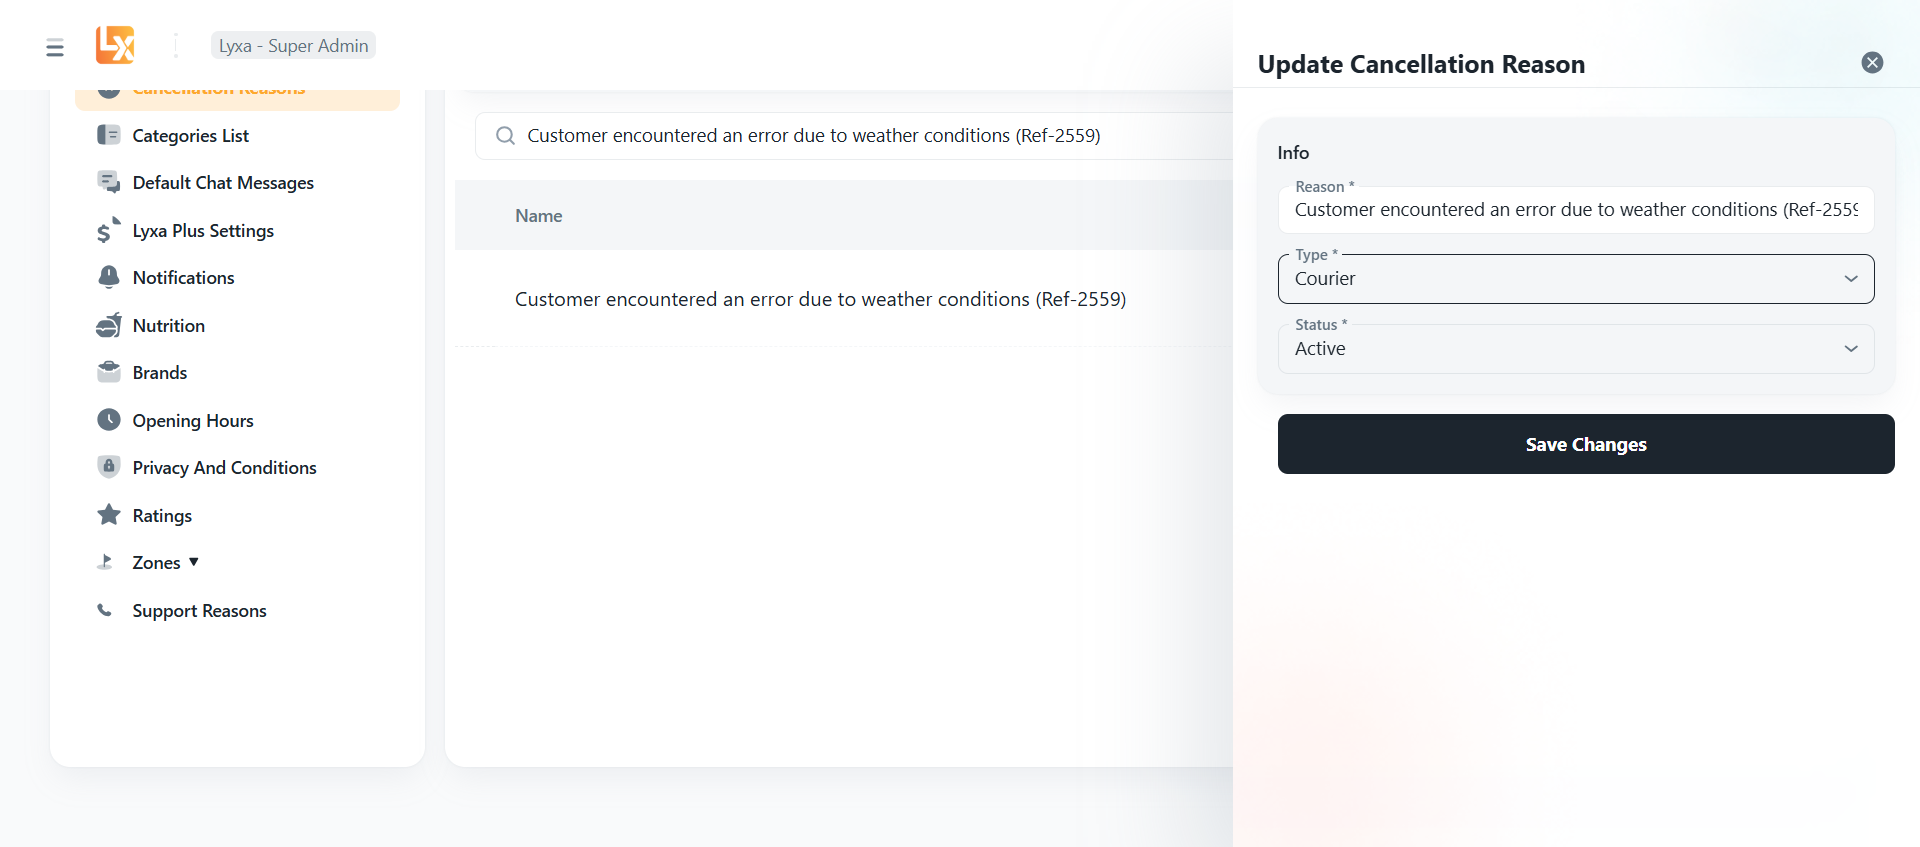 Lx
Lyxa - Super Admin
Cancellation Reasons
Categories List
Default Chat Messages
Lyxa Plus Settings
Notifications
Nutrition
Brands
Opening Hours
Privacy And Conditions
Ratings
Zones ▼
Support Reasons
Customer encountered an error due to weather conditions (Ref-2559)
Name
Customer encountered an error due to weather conditions (Ref-2559)
Update Cancellation Reason
Info
Reason *
Customer encountered an error due to weather conditions (Ref-2559
Type *
Courier
Status *
Active
Save Changes